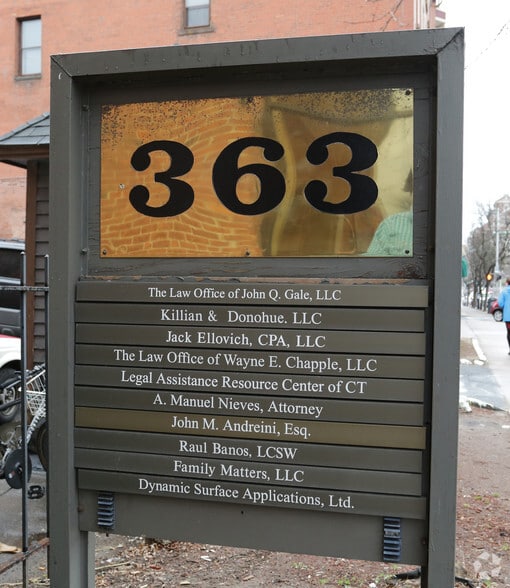 363
The Law Office of John Q. Gale, LLC
Killian & Donohue. LLC
Jack Ellovich, CPA, LLC
The Law Office of Wayne E. Chapple, LLC
Legal Assistance Resource Center of CT
A. Manuel Nieves, Attorney
John M. Andreini, Esq.
Raul Banos, LCSW
Family Matters, LLC
Dynamic Surface Applications, Ltd.